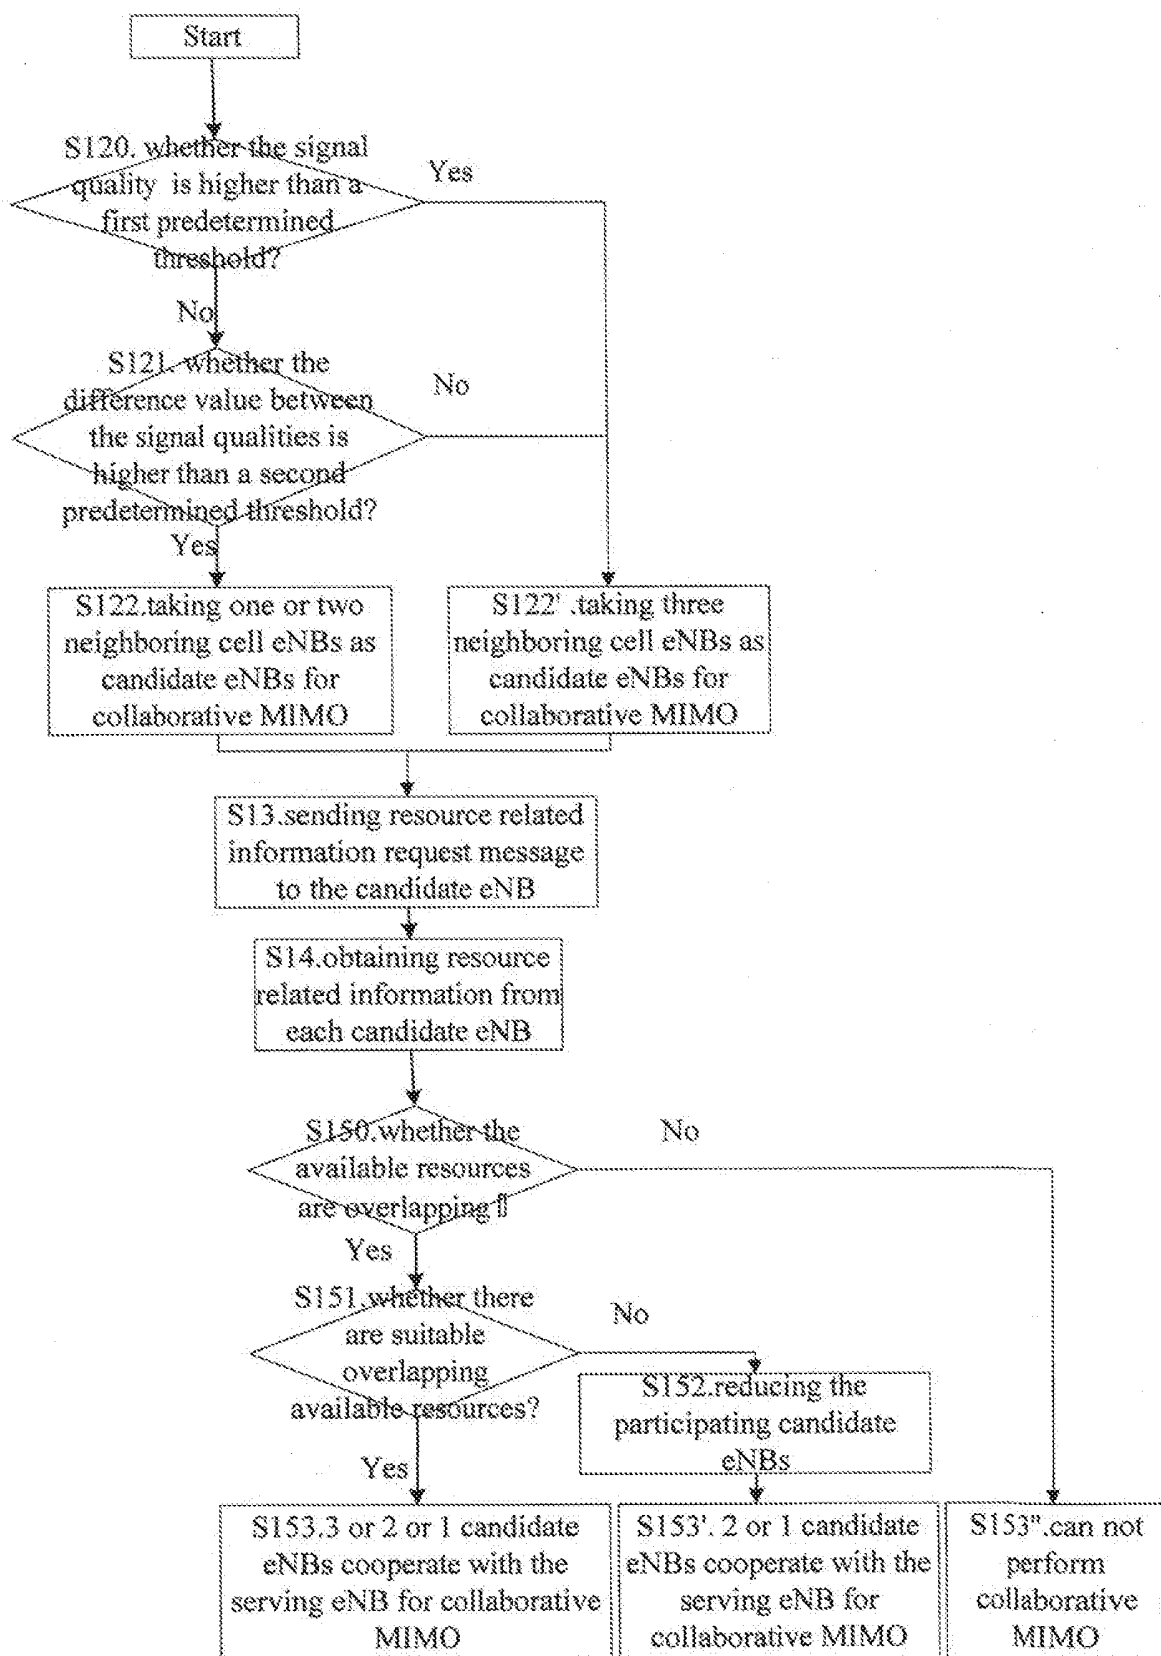 Start
S120. whether the signal
quality is higher than a
first predetermined
threshold?
Yes
No
S121. whether the
difference value between
the signal qualities is
higher than a second
predetermined threshold?
No
Yes
S122.taking one or two
neighboring cell eNBs as
candidate eNBs for
collaborative MIMO
S122' .taking three
neighboring cell eNBs as
candidate eNBs for
collaborative MIMO
S13.sending resource related
information request message
to the candidate eNB
S14.obtaining resource
related information from
each candidate eNB
S150.whether the
available resources
are overlapping
No
Yes
S151.whether there
are suitable
overlapping
available resources?
No
S152.reducing the
participating candidate
eNBs
Yes
S153.3 or 2 or 1 candidate
eNBs cooperate with the
serving eNB for collaborative
MIMO
S153'. 2 or 1 candidate
eNBs cooperate with the
serving eNB for
collaborative MIMO
S153".can not
perform
collaborative
MIMO